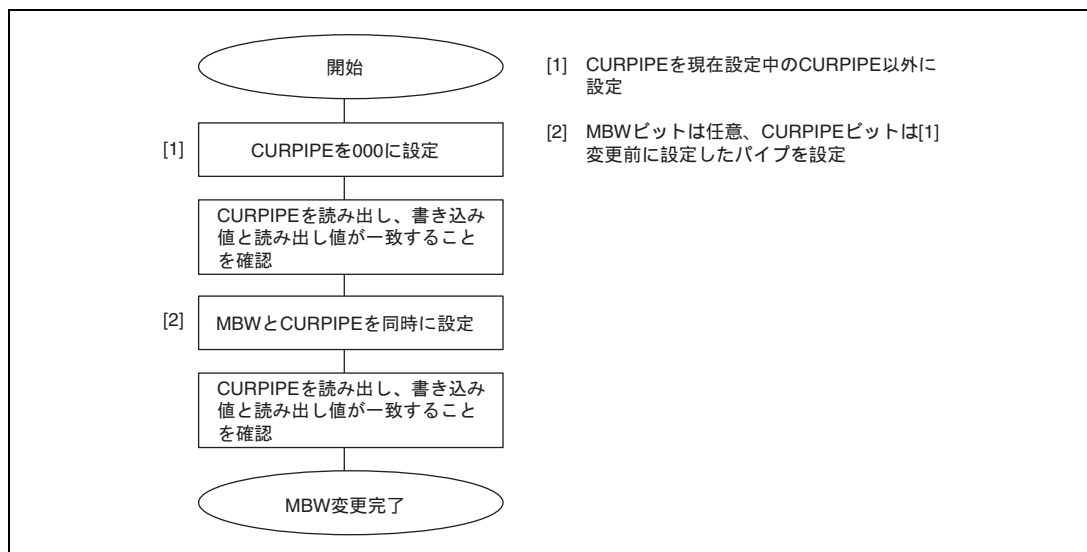 開始
[1] CURPIPEを000に設定
CURPIPEを読み出し、書き込み
値と読み出し値が一致すること
を確認
[2] MBWとCURPIPEを同時に設定
CURPIPEを読み出し、書き込み
値と読み出し値が一致すること
を確認
MBW変更完了
[1] CURPIPEを現在設定中のCURPIPE以外に
設定
[2] MBWビットは任意、CURPIPEビットは[1]
変更前に設定したパイプを設定